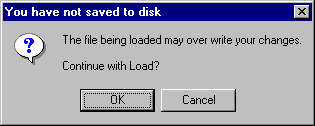 You have not saved to disk
The file being loaded may over write your changes.
Continue with Load?
OK
Cancel